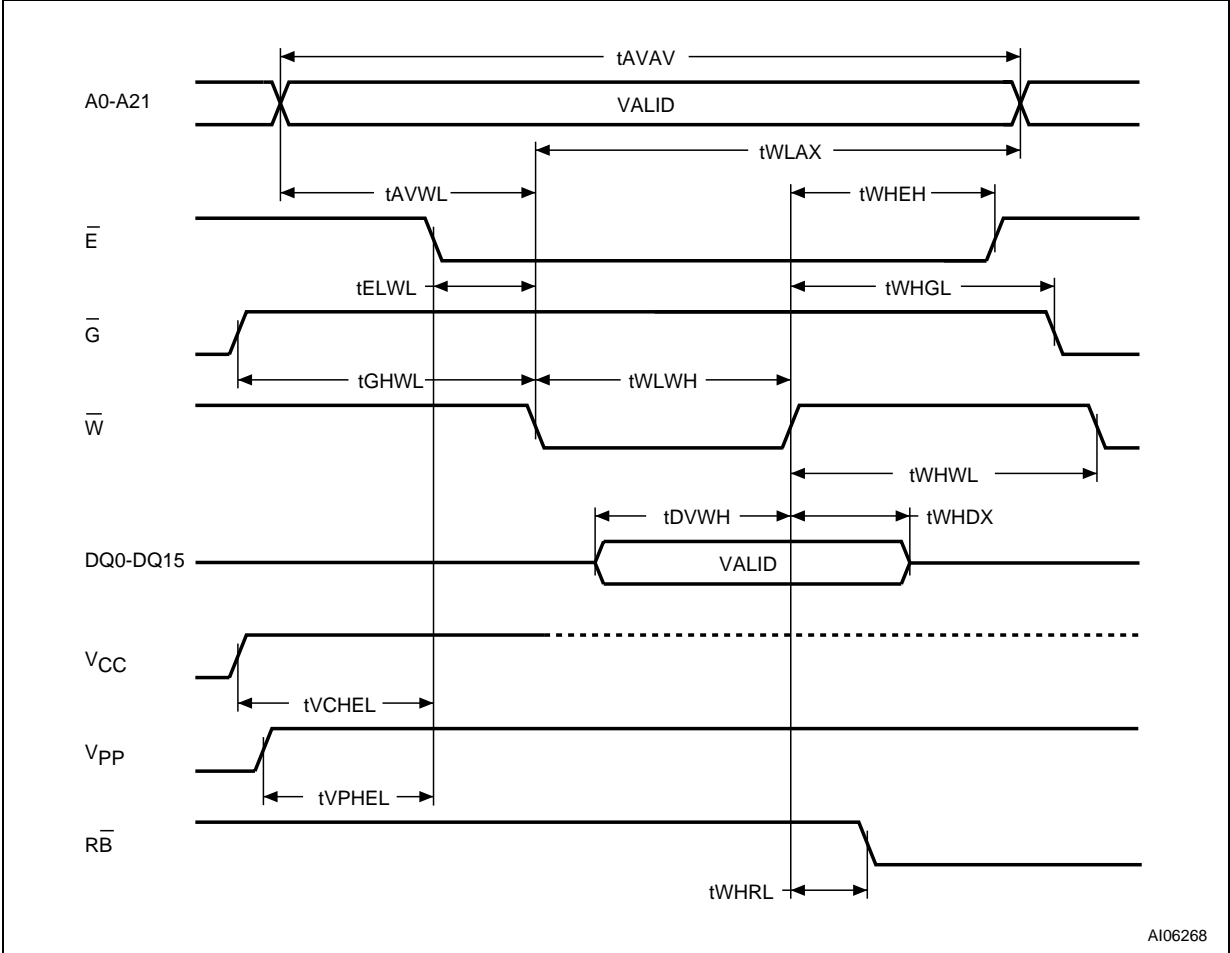 tAVAV
A0-A21
VALID
tWLAX
tAVWL
tWHEH
E̅
tELWL
tWHGL
G̅
tGHWL
tWLWH
W̅
tWHWL
tDVWH
tWHDX
DQ0-DQ15
VALID
VCC
tVCHEL
VPP
tVPHEL
RB̅
tWHRL
AI06268